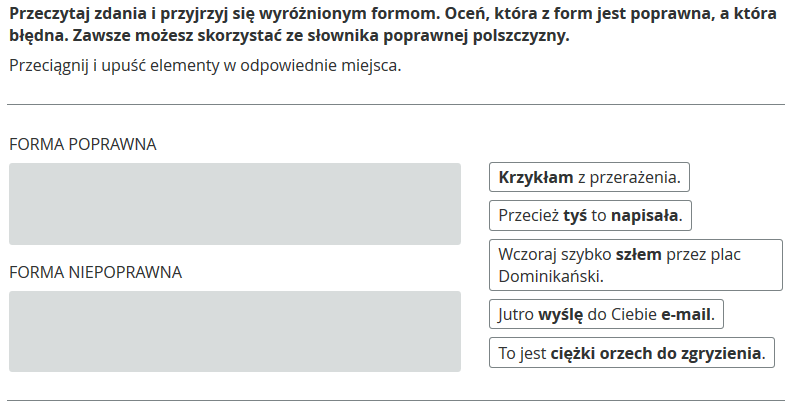 Przeczytaj zdania i przyjrzyj się wyróżnionym formom. Oceń, która z form jest poprawna, a która
błędna. Zawsze możesz skorzystać ze słownika poprawnej polszczyzny.
Przeciągnij i upuść elementy w odpowiednie miejsca.
FORMA POPRAWNA
FORMA NIEPOPRAWNA
Krzykłam z przerażenia.
Przecież tyś to napisała.
Wczoraj szybko szłem przez plac
Dominikański.
Jutro wyślę do Ciebie e-mail.
To jest ciężki orzech do zgryzienia.